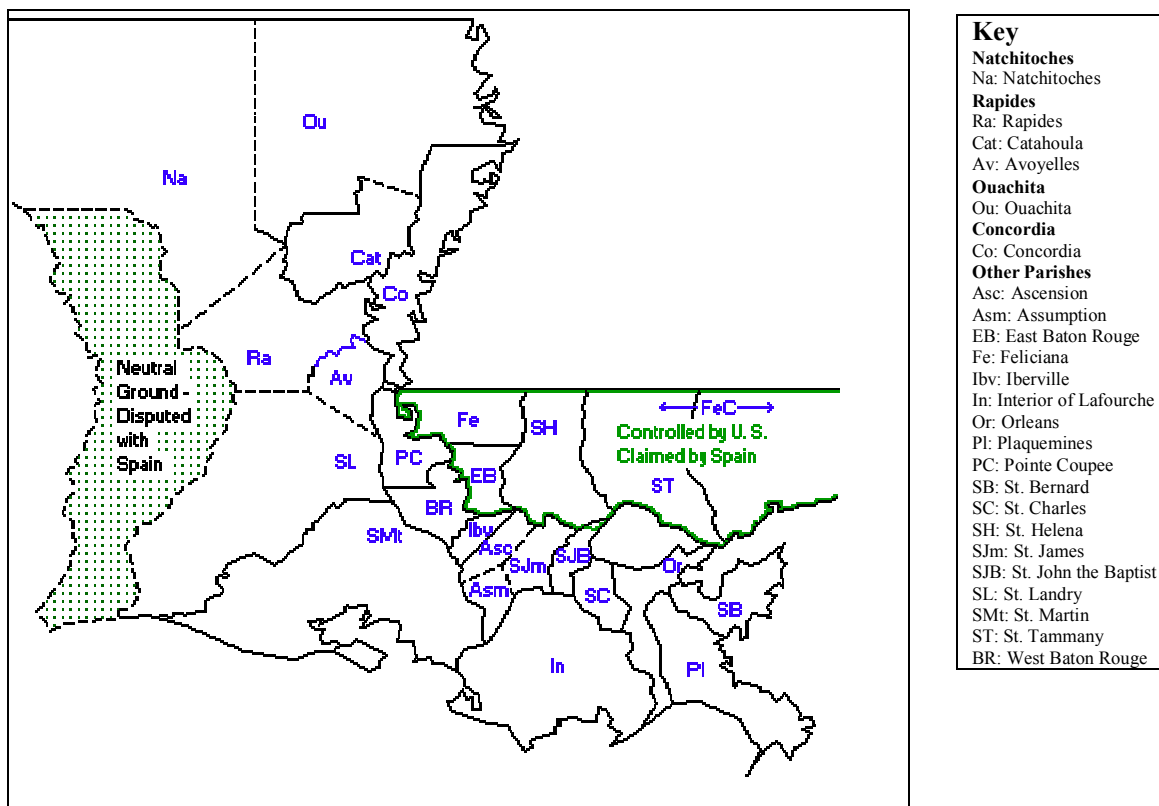 Ou
Na
Cat
Co
Ra
Av
Neutral
Ground -
Disputed
with
Spain
Fe
SH
FeC
Controlled by U. S.
Claimed by Spain
SL
PC
EB
ST
BR
SMt
Iby
Asc
SJm
SJB
Or
Asm
SC
SB
In
Pl
Key
Natchitoches
Na: Natchitoches
Rapides
Ra: Rapides
Cat: Catahoula
Av: Avoyelles
Ouachita
Ou: Ouachita
Concordia
Co: Concordia
Other Parishes
Asc: Ascension
Asm: Assumption
EB: East Baton Rouge
Fe: Feliciana
Ibv: Iberville
In: Interior of Lafourche
Or: Orleans
Pl: Plaquemines
PC: Pointe Coupee
SB: St. Bernard
SC: St. Charles
SH: St. Helena
SJm: St. James
SJB: St. John the Baptist
SL: St. Landry
SMt: St. Martin
ST: St. Tammany
BR: West Baton Rouge